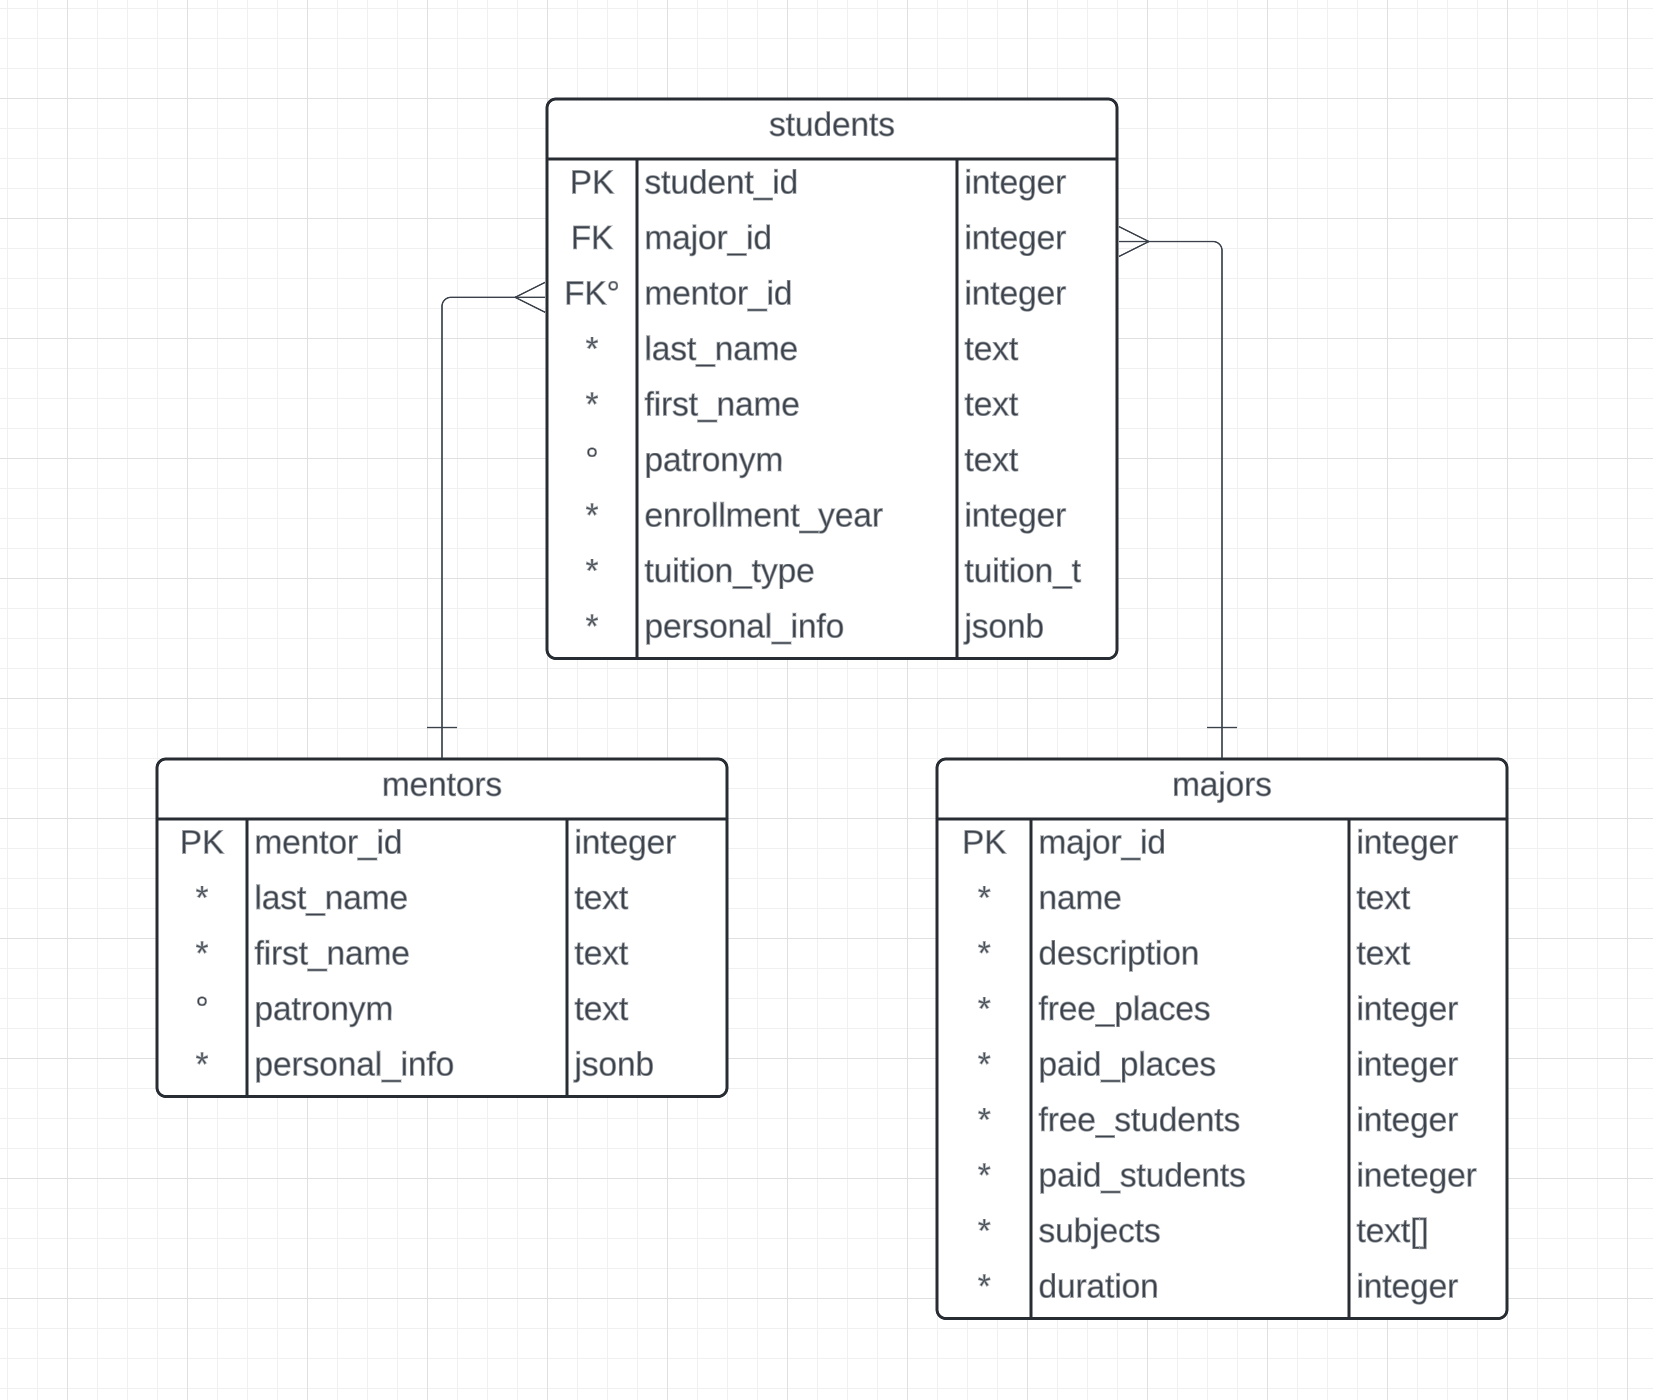 students
PK student_id integer
FK major_id integer
FK° mentor_id integer
* last_name text
* first_name text
° patronym text
* enrollment_year integer
* tuition_type tuition_t
* personal_info jsonb
mentors
PK mentor_id integer
* last_name text
* first_name text
° patronym text
* personal_info jsonb
majors
PK major_id integer
* name text
* description text
* free_places integer
* paid_places integer
* free_students integer
* paid_students ineteger
* subjects text[]
* duration integer